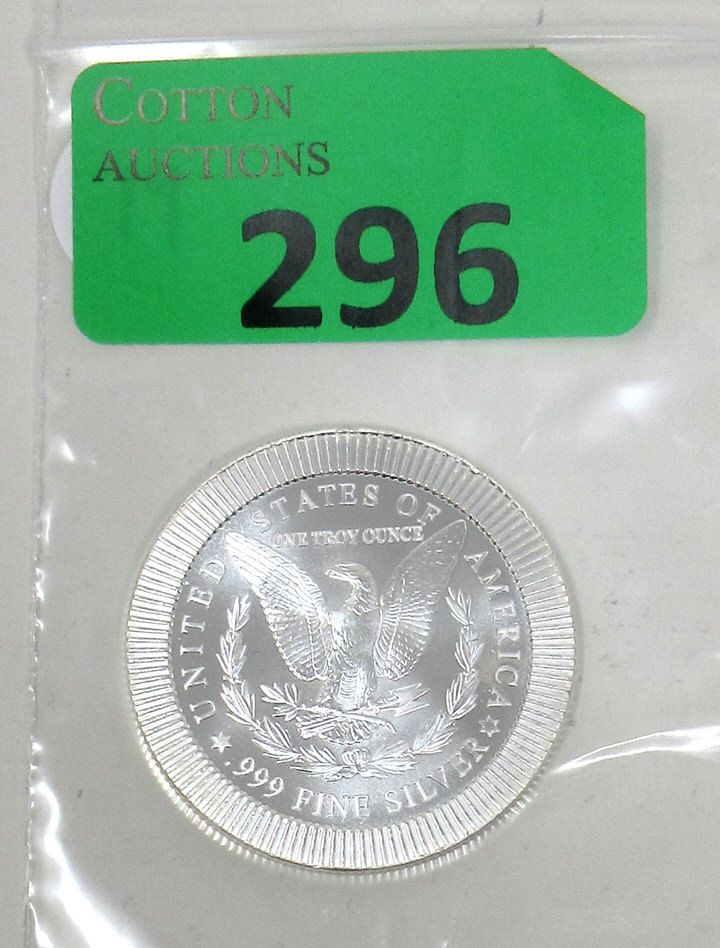 COTTON
AUCTIONS
296
UNITED STATES OF AMERICA
ONE TROY OUNCE
.999 FINE SILVER